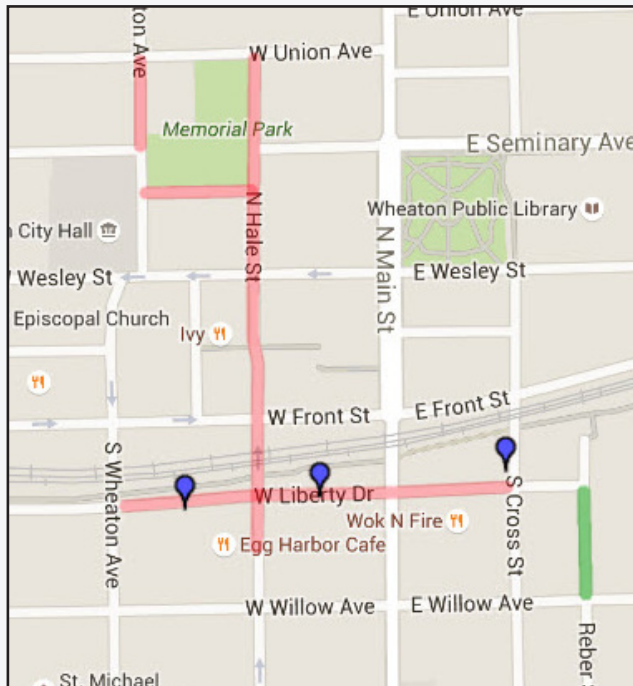 E Union Ave
ton Ave
W Union Ave
Memorial Park
E Seminary Ave
Wheaton Public Library
N Hale St
City Hall
N Main St
Wesley St
E Wesley St
Episcopal Church
Ivy
W Front St
E Front St
S Wheaton Ave
W Liberty Dr
S Cross St
Wok N Fire
Egg Harbor Cafe
W Willow Ave
E Willow Ave
Reber
St. Michael